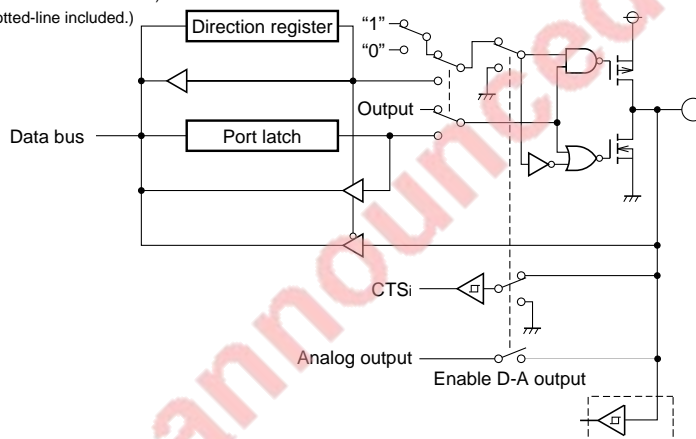 otted-line included.)
Direction register
"1"
"0"
Output
Data bus
Port latch
CTSi
Analog output
Enable D-A output
announced